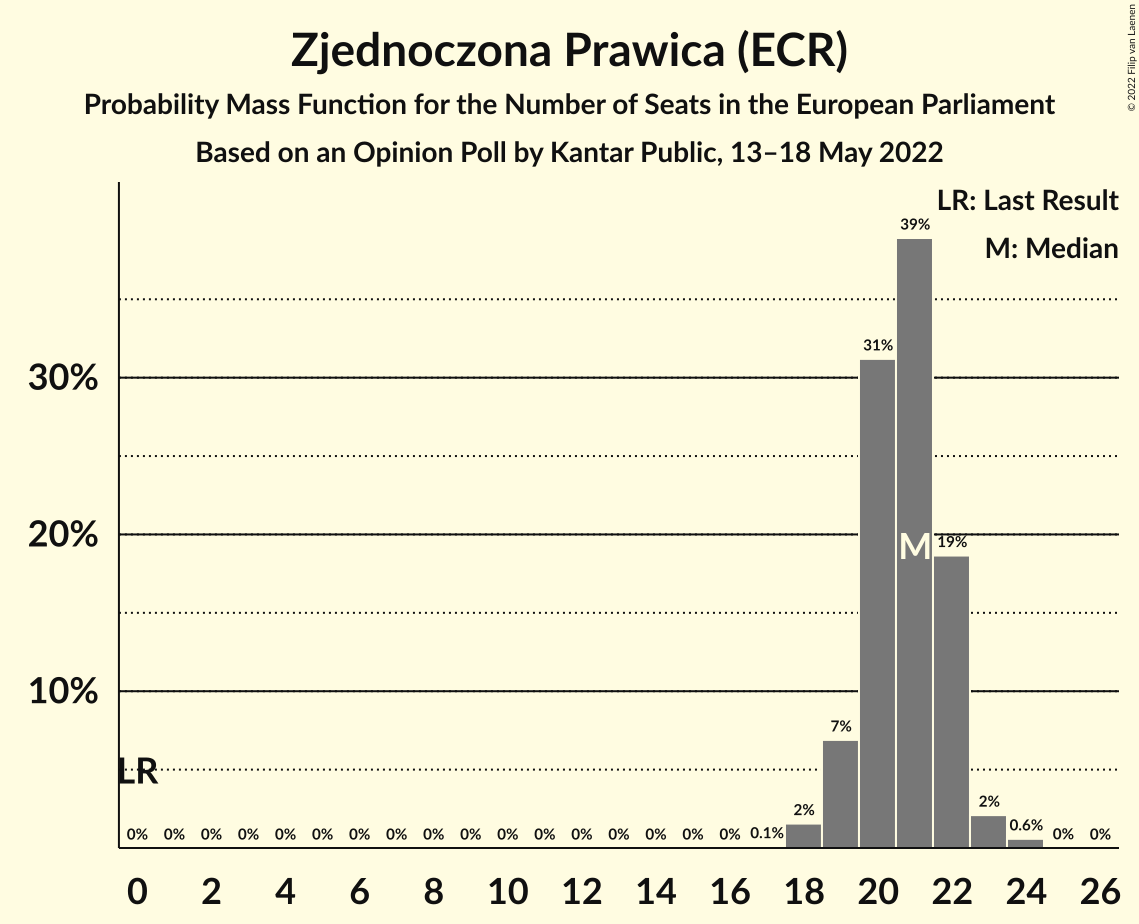 Zjednoczona Prawica (ECR)
Probability Mass Function for the Number of Seats in the European Parliament
Based on an Opinion Poll by Kantar Public, 13–18 May 2022
© 2022 Filip van Laenen
LR: Last Result
M: Median
39%
31%
30%
20%
M
19%
10%
7%
LR
2%
2%
0.6%
0% 0% 0% 0% 0% 0% 0% 0% 0% 0% 0% 0% 0% 0% 0% 0% 0% 0.1% 0% 0%
0 2 4 6 8 10 12 14 16 18 20 22 24 26